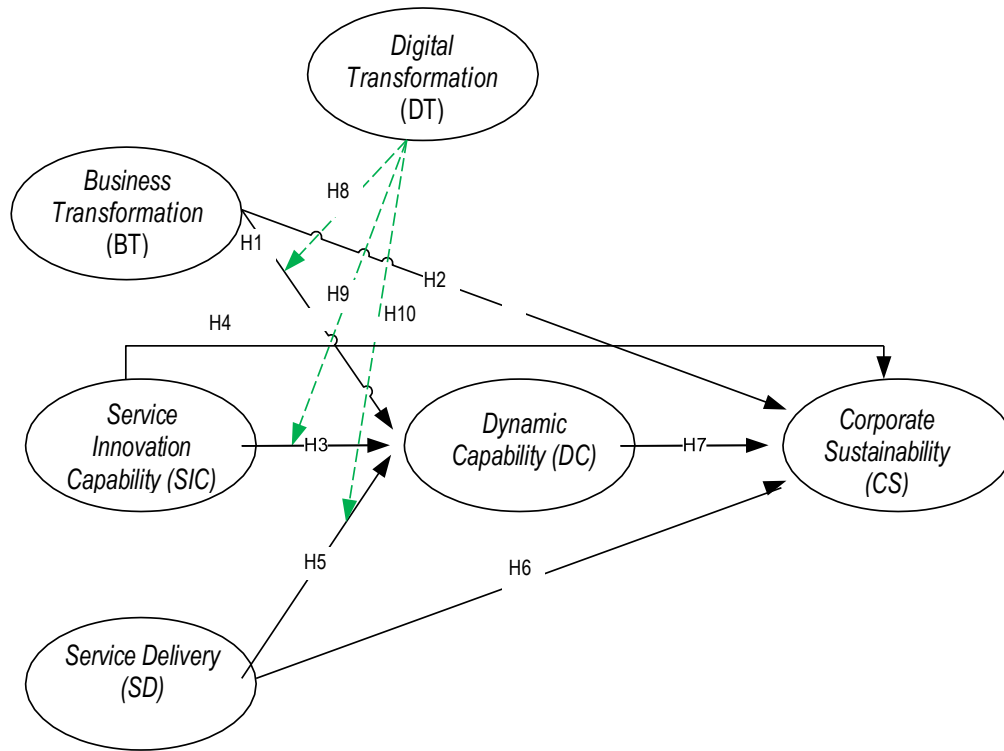 Digital
Transformation
(DT)
Business
Transformation
(BT)
H8
H1
H2
H9
H10
H4
Service
Innovation
Capability (SIC)
H3
Dynamic
Capability (DC)
H7
Corporate
Sustainability
(CS)
H5
H6
Service Delivery
(SD)